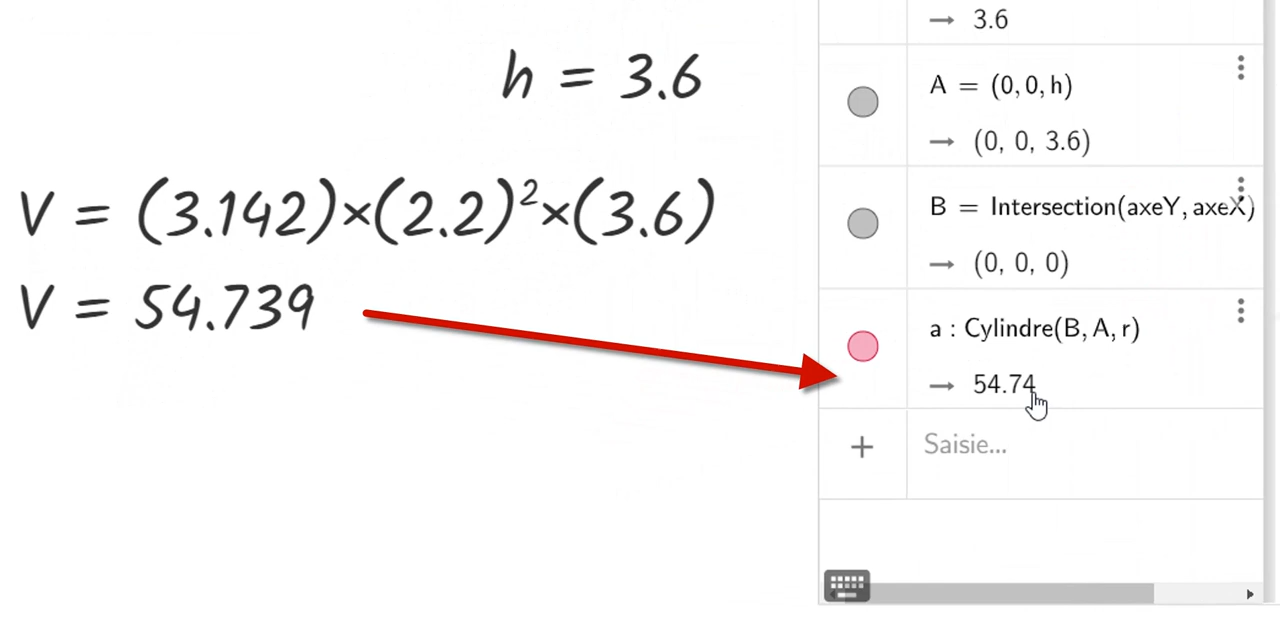 h = 3.6
V = (3.142)×(2.2)²×(3.6)
V = 54.739
→ 3.6
A = (0, 0, h)
→ (0, 0, 3.6)
B = Intersection(axeY, axeX)
→ (0, 0, 0)
a : Cylindre(B, A, r)
→ 54.74
+ Saisie...